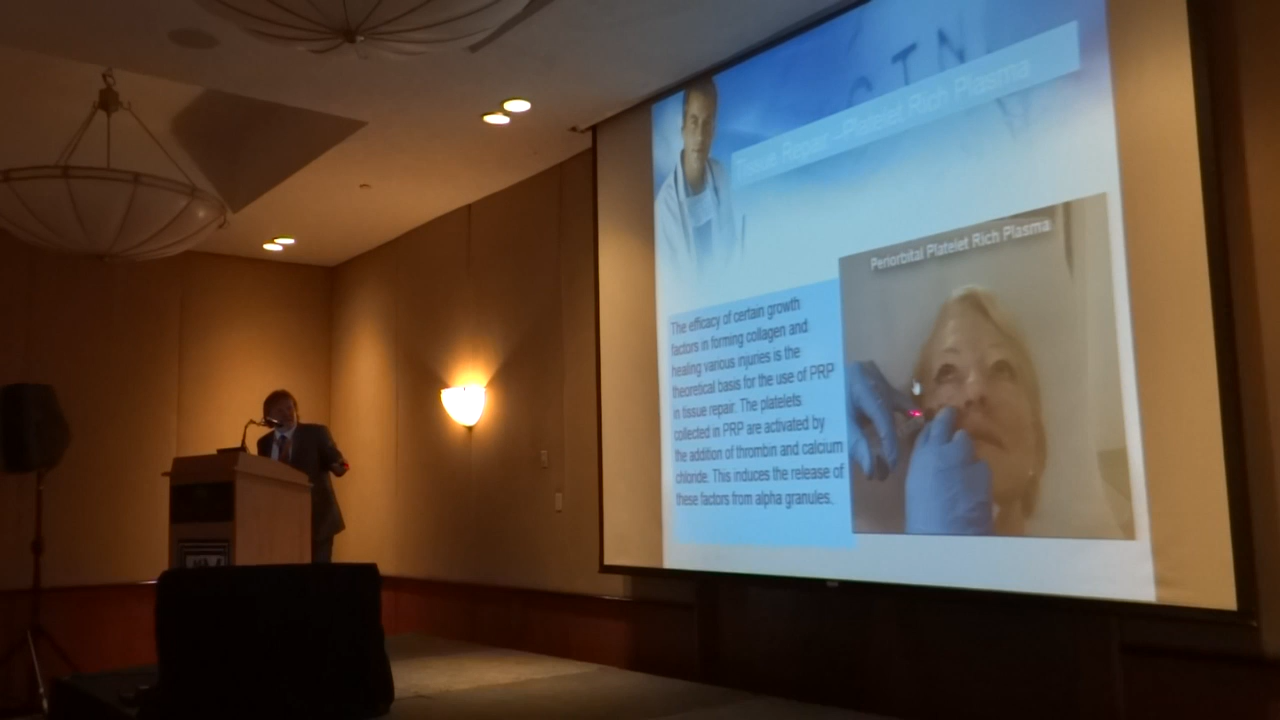 Tissue Repair -Platelet Rich Plasma
Periorbital Platelet Rich Plasma
The efficacy of certain growth
factors in forming collagen and
healing various injuries is the
theoretical basis for the use of PRP
in tissue repair. The platelets
collected in PRP are activated by
the addition of thrombin and calcium
chloride. This induces the release of
these factors from alpha granules.